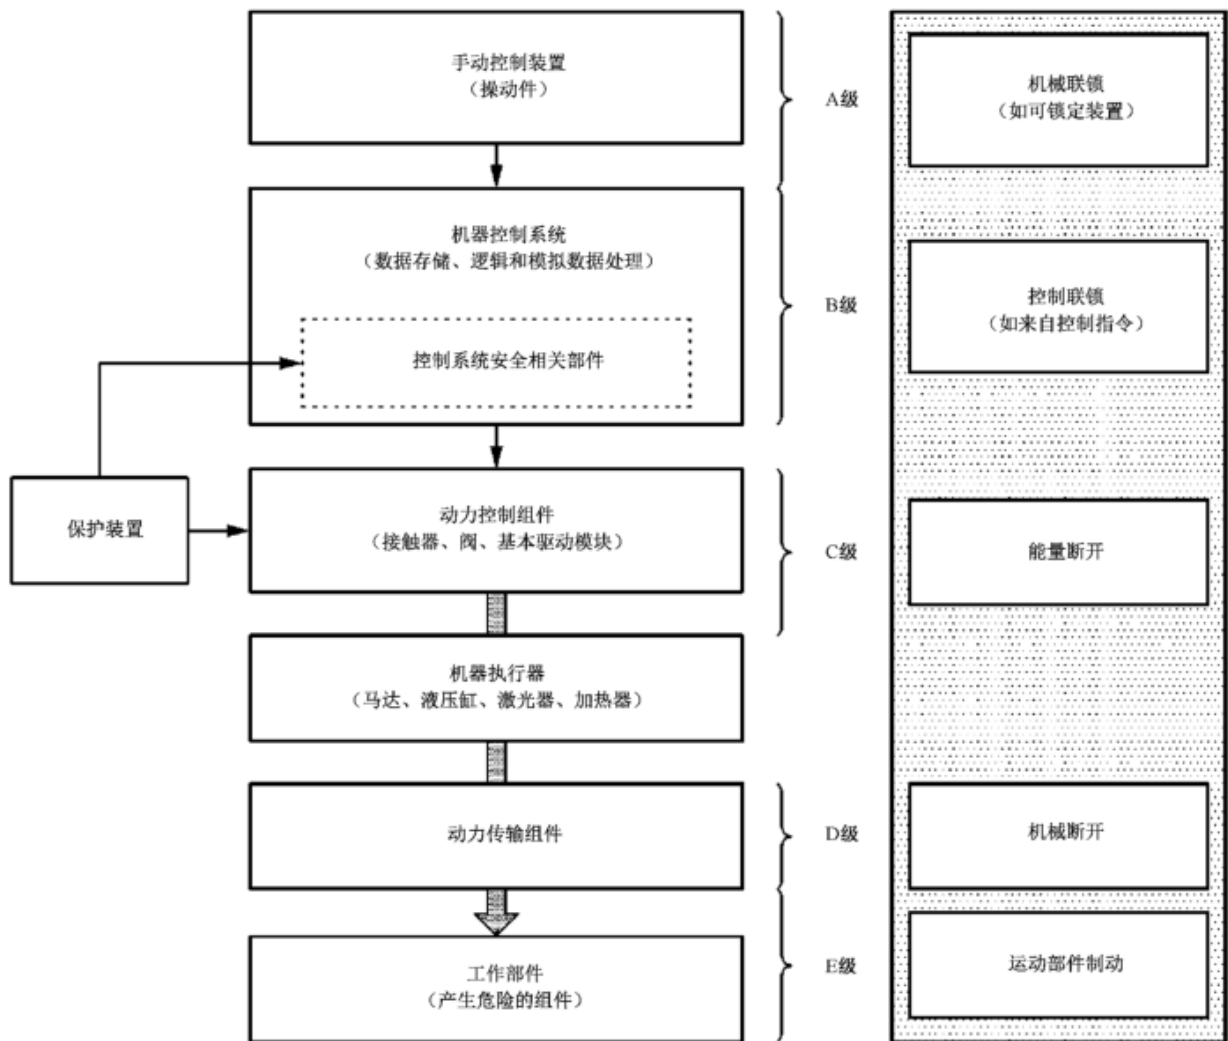 手动控制装置
（操动件）
A级
机械联锁
（如可锁定装置）
机器控制系统
（数据存储、逻辑和模拟数据处理）
控制系统安全相关部件
B级
控制联锁
（如来自控制指令）
保护装置
动力控制组件
（接触器、阀、基本驱动模块）
C级
能量断开
机器执行器
（马达、液压缸、激光器、加热器）
动力传输组件
D级
机械断开
工作部件
（产生危险的组件）
E级
运动部件制动